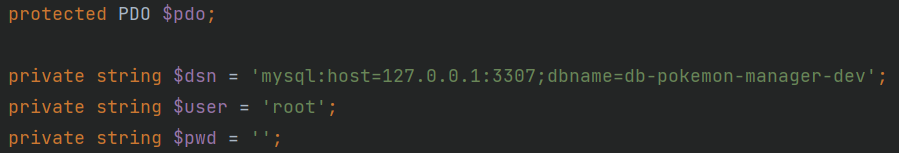 protected PDO $pdo;
private string $dsn = 'mysql:host=127.0.0.1:3307;dbname=db-pokemon-manager-dev';
private string $user = 'root';
private string $pwd = '';